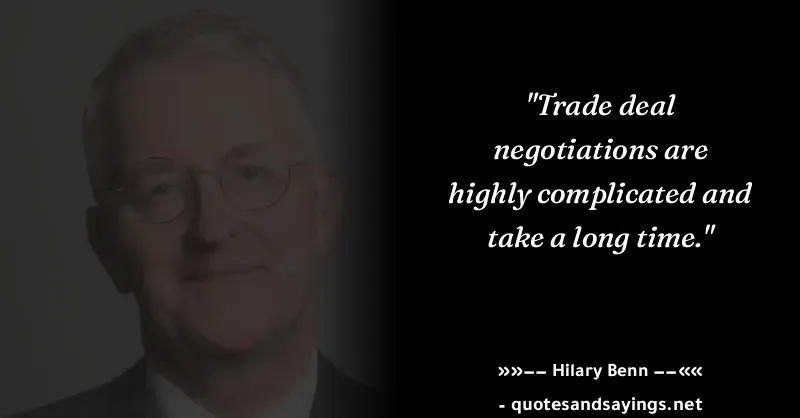 "Trade deal
negotiations are
highly complicated and
take a long time."
»»−− Hilary Benn −−««
- quotesandsayings.net